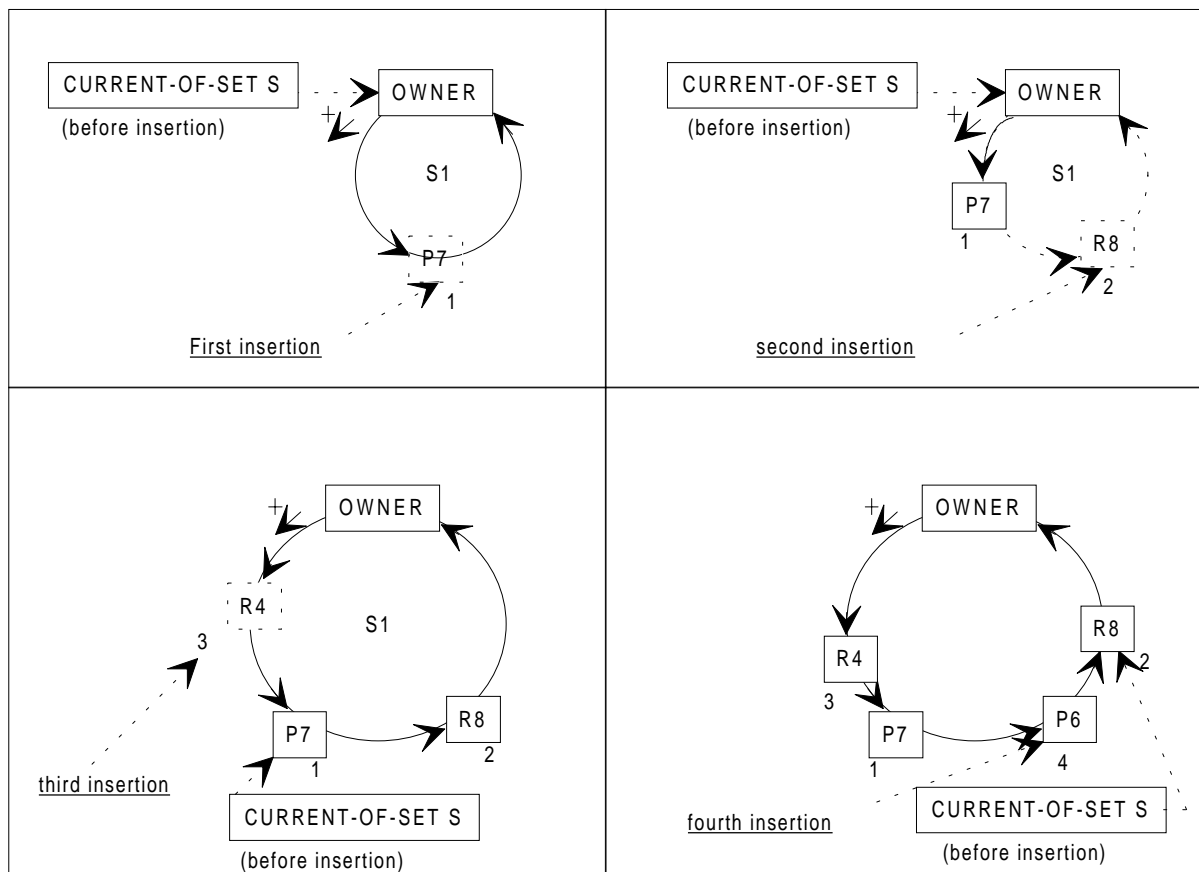 CURRENT-OF-SET S
OWNER
(before insertion)
+
S1
P7
1
First insertion
CURRENT-OF-SET S
OWNER
(before insertion)
+
S1
P7
1
R8
2
second insertion
OWNER
+
R4
S1
3
P7
R8
1
2
third insertion
CURRENT-OF-SET S
(before insertion)
OWNER
+
R8
2
R4
3
P7
P6
1
4
fourth insertion
CURRENT-OF-SET S
(before insertion)